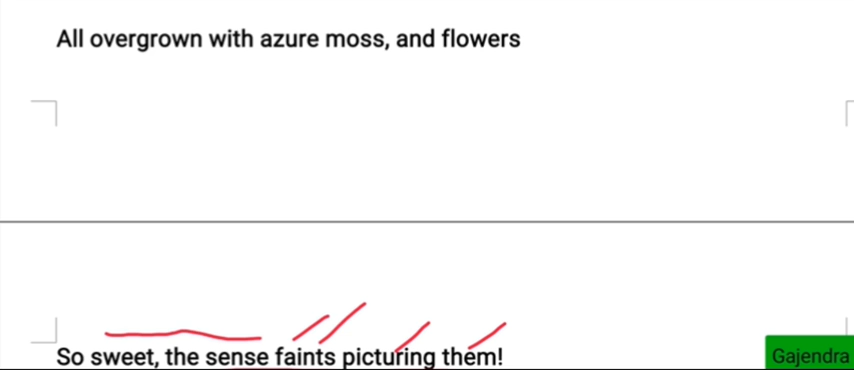 All overgrown with azure moss, and flowers
So sweet, the sense faints picturing them!
Gajendra